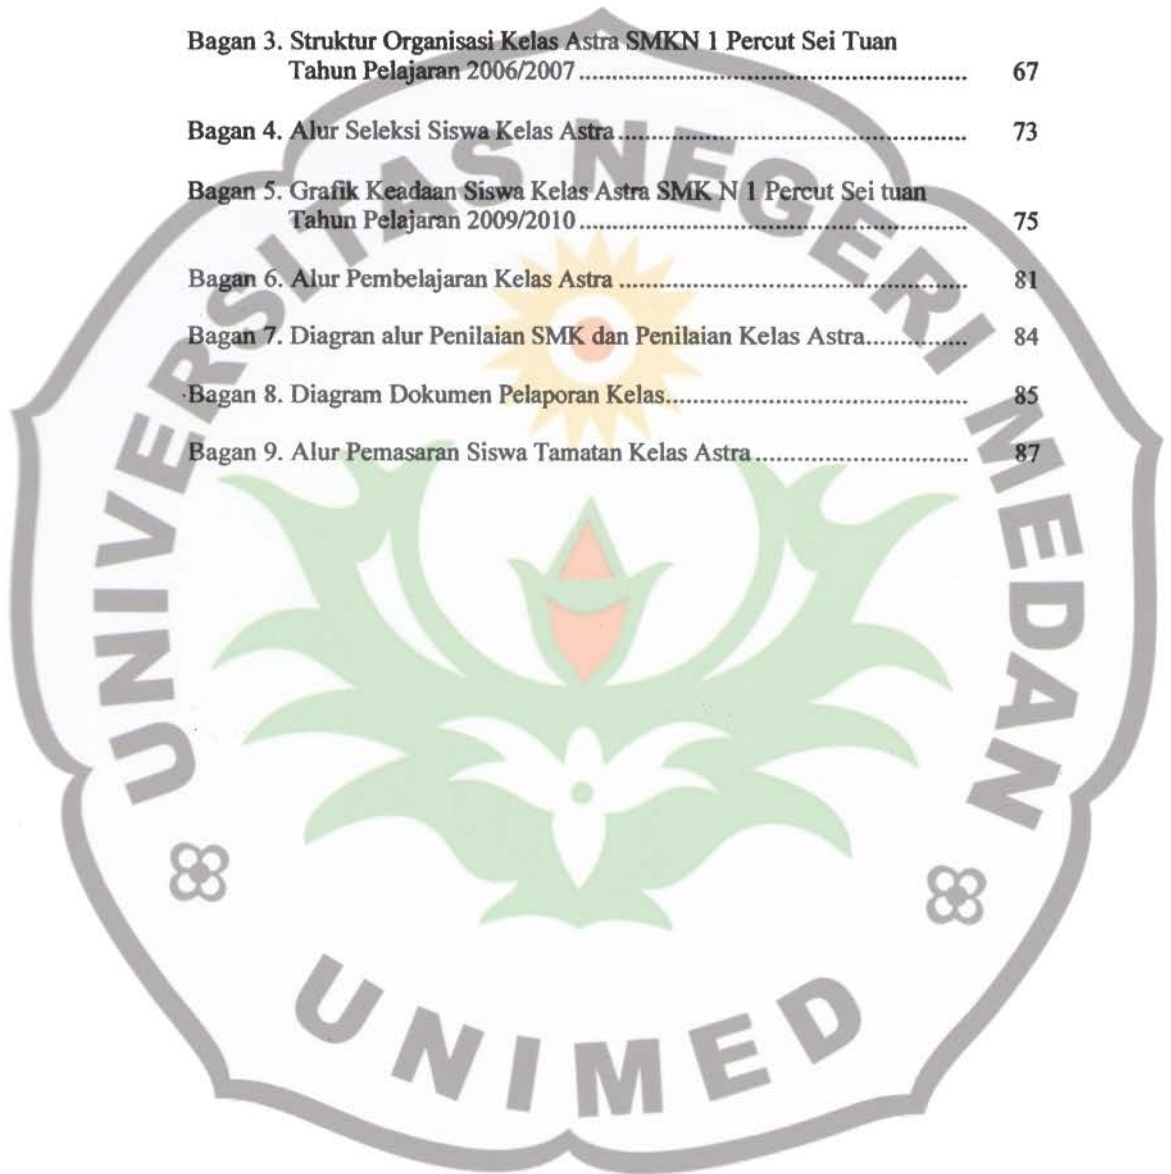 Bagan 3. Struktur Organisasi Kelas Astra SMKN 1 Percut Sei Tuan
Tahun Pelajaran 2006/2007 ........................................................ 67
Bagan 4. Alur Seleksi Siswa Kelas Astra .................................................. 73
Bagan 5. Grafik Keadaan Siswa Kelas Astra SMK N 1 Percut Sei tuan
Tahun Pelajaran 2009/2010 ........................................................ 75
Bagan 6. Alur Pembelajaran Kelas Astra .................................................. 81
Bagan 7. Diagran alur Penilaian SMK dan Penilaian Kelas Astra............... 84
Bagan 8. Diagram Dokumen Pelaporan Kelas............................................ 85
Bagan 9. Alur Pemasaran Siswa Tamatan Kelas Astra ............................... 87
UNIVERSITAS NEGERI MEDAN
UNIMED